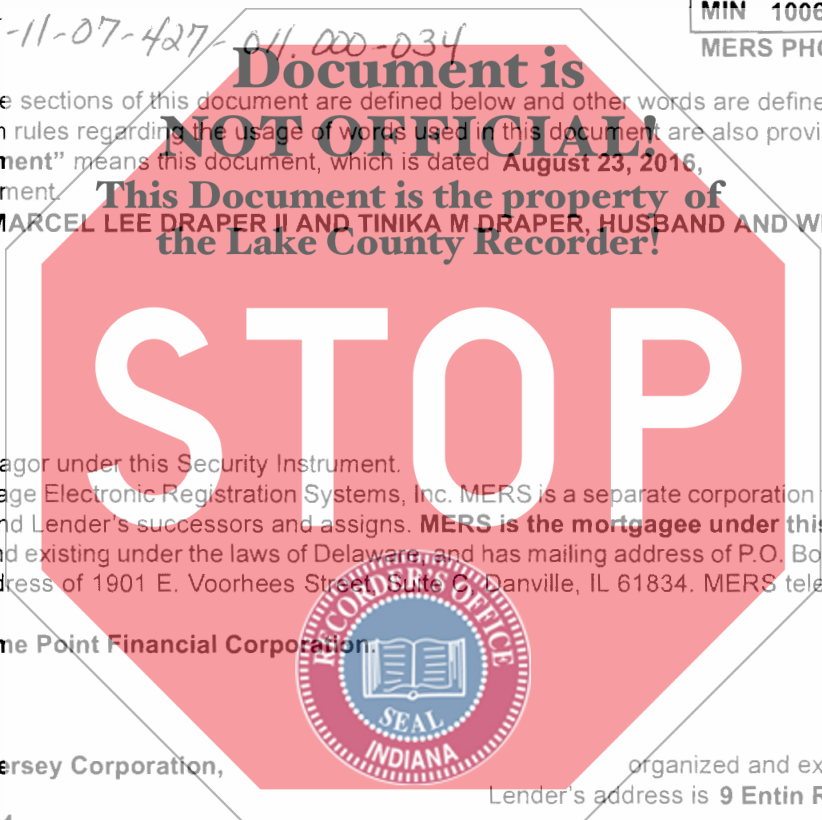 -11-07-427-011.000-034
MIN 1006
MERS PHO
Document is
e sections of this document are defined below and other words are define
NOT OFFICIAL!
rules regarding the usage of words used in this document are also provi
ment" means this document, which is dated August 23, 2016,
ment.
This Document is the property of
MARCEL LEE DRAPER II AND TINIKA M DRAPER, HUSBAND AND WI
the Lake County Recorder!
STOP
agor under this Security Instrument.
age Electronic Registration Systems, Inc. MERS is a separate corporation
nd Lender's successors and assigns. MERS is the mortgagee under this
d existing under the laws of Delaware, and has mailing address of P.O. Bo
dress of 1901 E. Voorhees Street, Suite C, Danville, IL 61834. MERS tele
RECORDER'S OFFICE
me Point Financial Corporation.
SEAL
INDIANA
ersey Corporation,
organized and ex
Lender's address is 9 Entin R